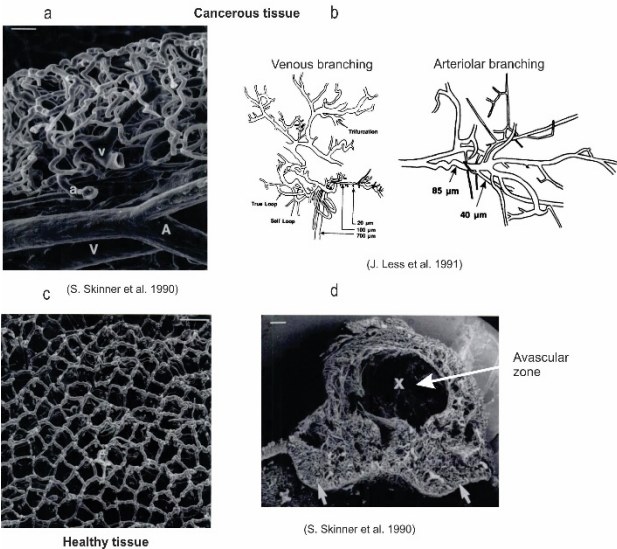 a
Cancerous tissue
b
Venous branching
Arteriolar branching
Trifurcation
True Loop
Self Loop
20 µm
100 µm
700 µm
85 µm
40 µm
v
a
A
V
(S. Skinner et al. 1990)
(J. Less et al. 1991)
c
d
x
Avascular
zone
Healthy tissue
(S. Skinner et al. 1990)